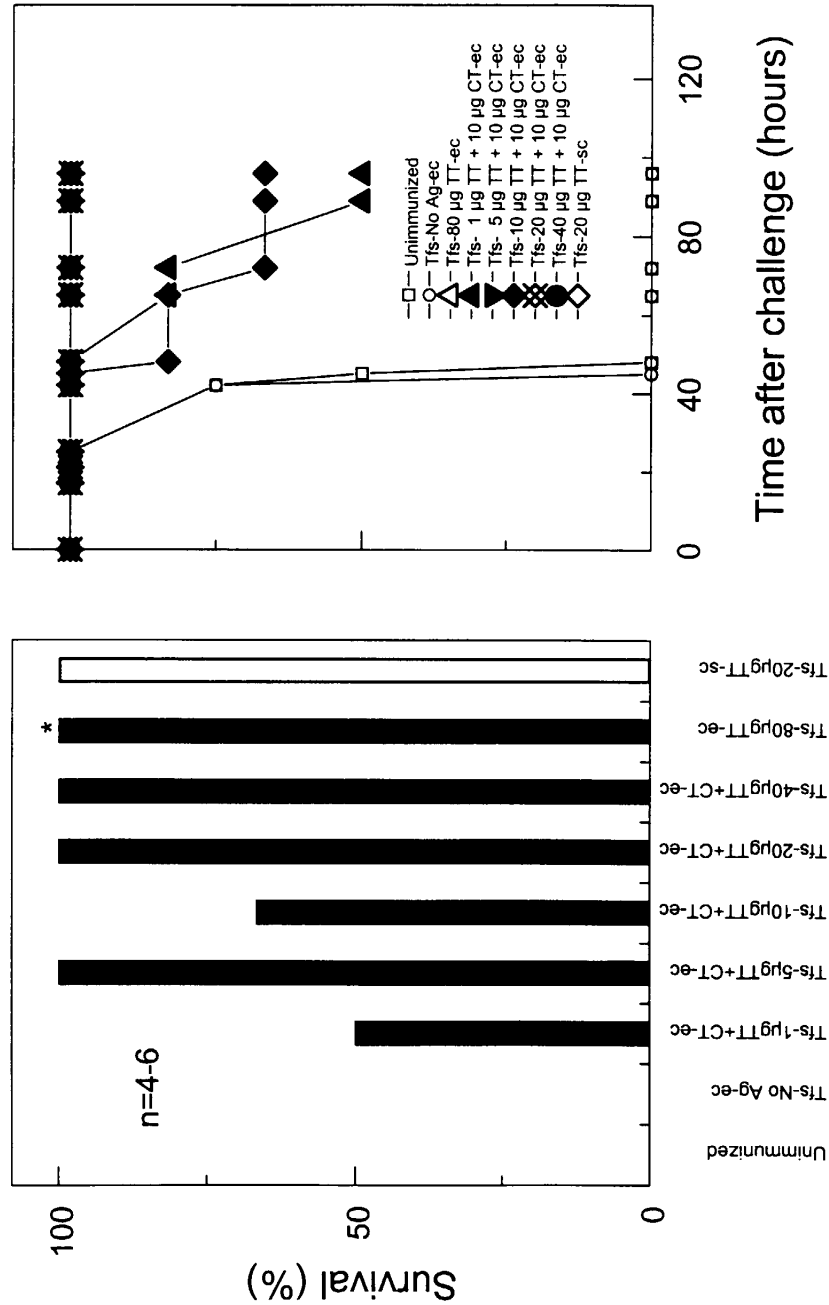 Survival (%)
100
50
0
n=4-6
*
Unimmunized
Tfs-No Ag-ec
Tfs-1µgTT+CT-ec
Tfs-5µgTT+CT-ec
Tfs-10µgTT+CT-ec
Tfs-20µgTT+CT-ec
Tfs-40µgTT+CT-ec
Tfs-80µgTT-ec
Tfs-20µgTT-sc
Unimmunized
Tfs-No Ag-ec
Tfs-80 µg TT-ec
Tfs- 1 µg TT + 10 µg CT-ec
Tfs- 5 µg TT + 10 µg CT-ec
Tfs-10 µg TT + 10 µg CT-ec
Tfs-20 µg TT + 10 µg CT-ec
Tfs-40 µg TT + 10 µg CT-ec
Tfs-20 µg TT-sc
0
40
80
120
Time after challenge (hours)